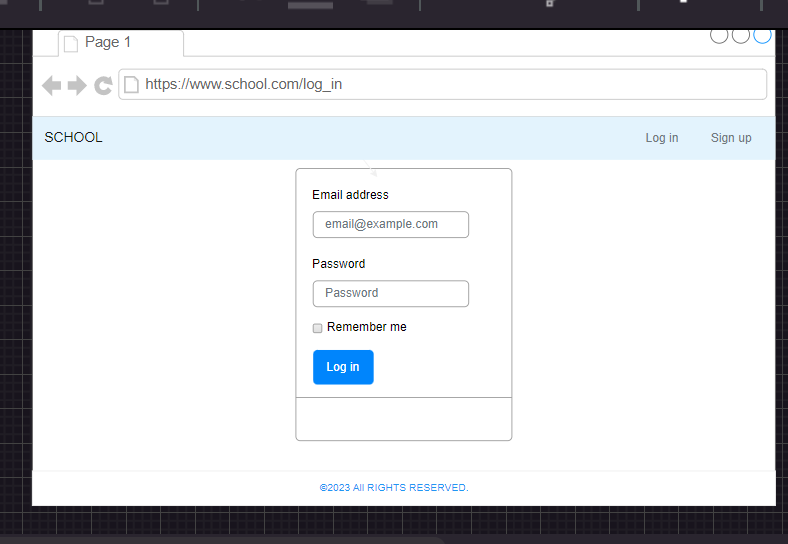 Page 1
https://www.school.com/log_in
SCHOOL Log in Sign up
Email address
email@example.com
Password
Password
Remember me
Log in
©2023 All RIGHTS RESERVED.